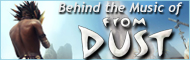 Behind the Music of
FROM
DUST